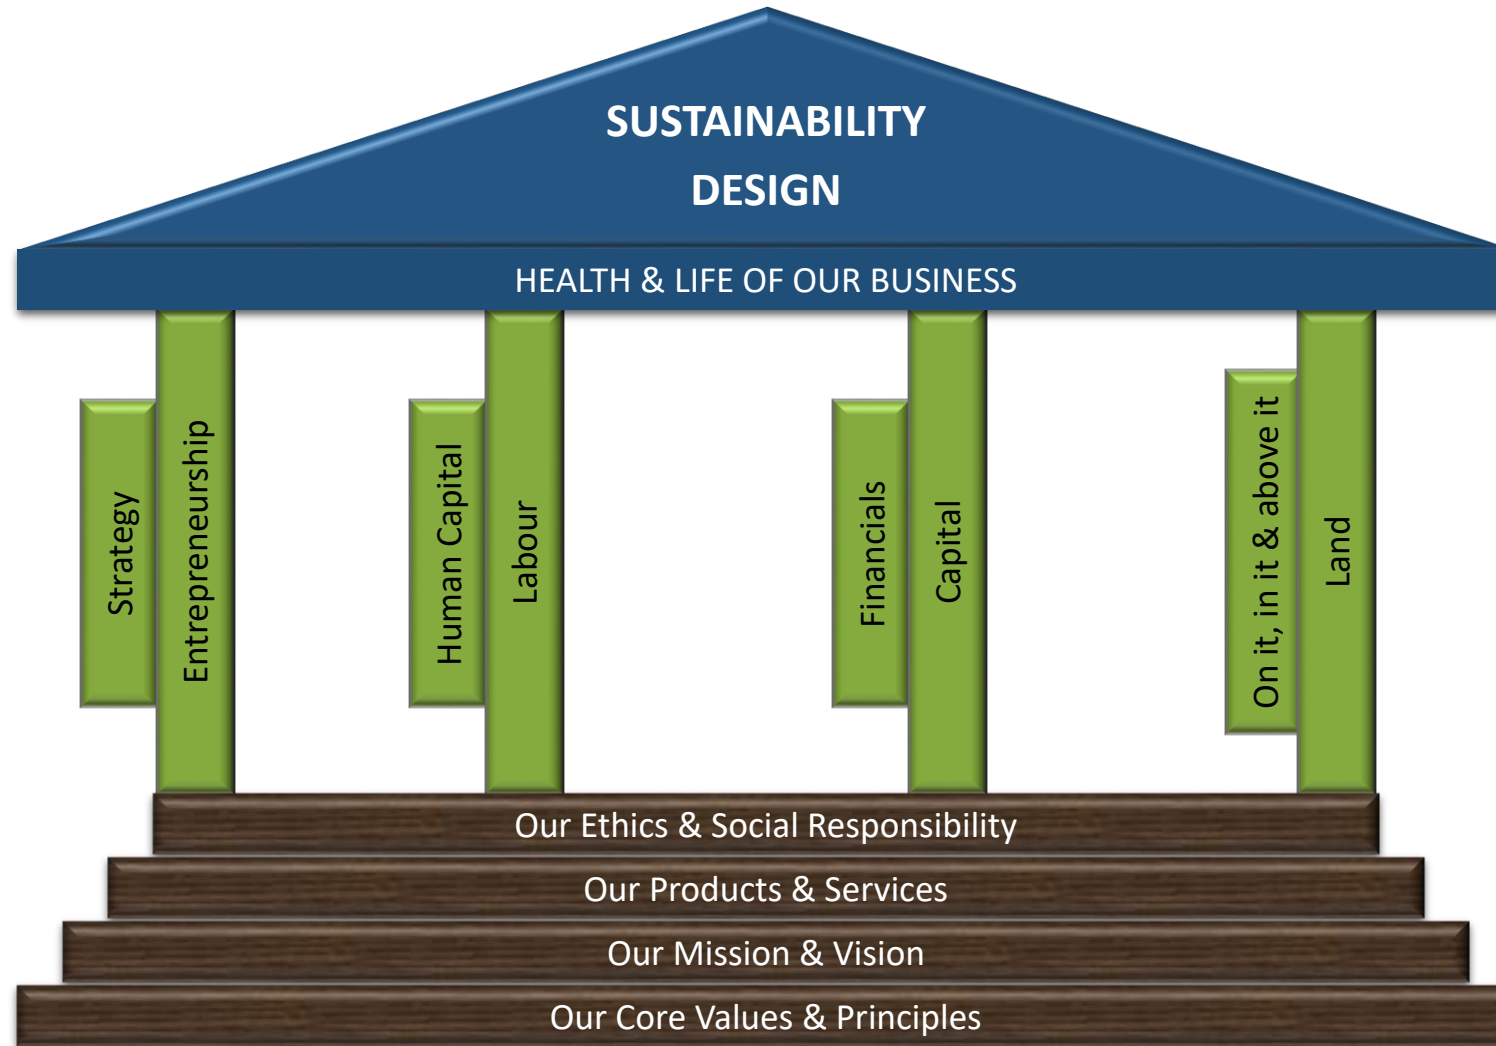 SUSTAINABILITY
DESIGN
HEALTH & LIFE OF OUR BUSINESS
Strategy
Entrepreneurship
Human Capital
Labour
Financials
Capital
On it, in it & above it
Land
Our Ethics & Social Responsibility
Our Products & Services
Our Mission & Vision
Our Core Values & Principles